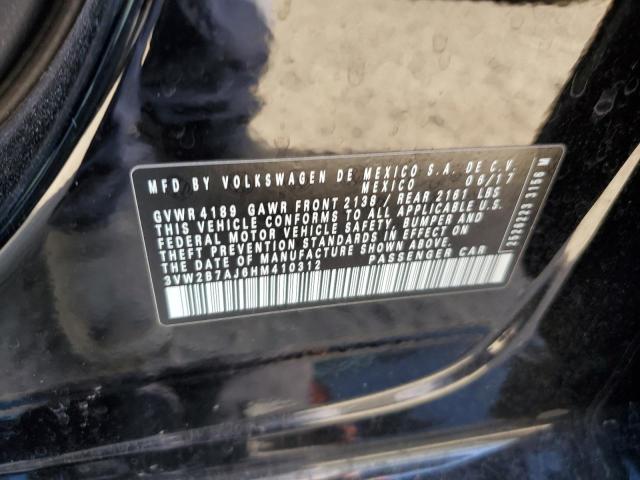 MFD BY VOLKSWAGEN DE MEXICO S.A. DE C.V.
MEXICO 06/17
GVWR 4189 GAWR FRONT 2138 / REAR 2161 LBS
THIS VEHICLE CONFORMS TO ALL APPLICABLE U.S.
FEDERAL MOTOR VEHICLE SAFETY, BUMPER AND
THEFT PREVENTION STANDARDS IN EFFECT ON
THE DATE OF MANUFACTURE SHOWN ABOVE.
3VW2B7AJ6HM410312 PASSENGER CAR